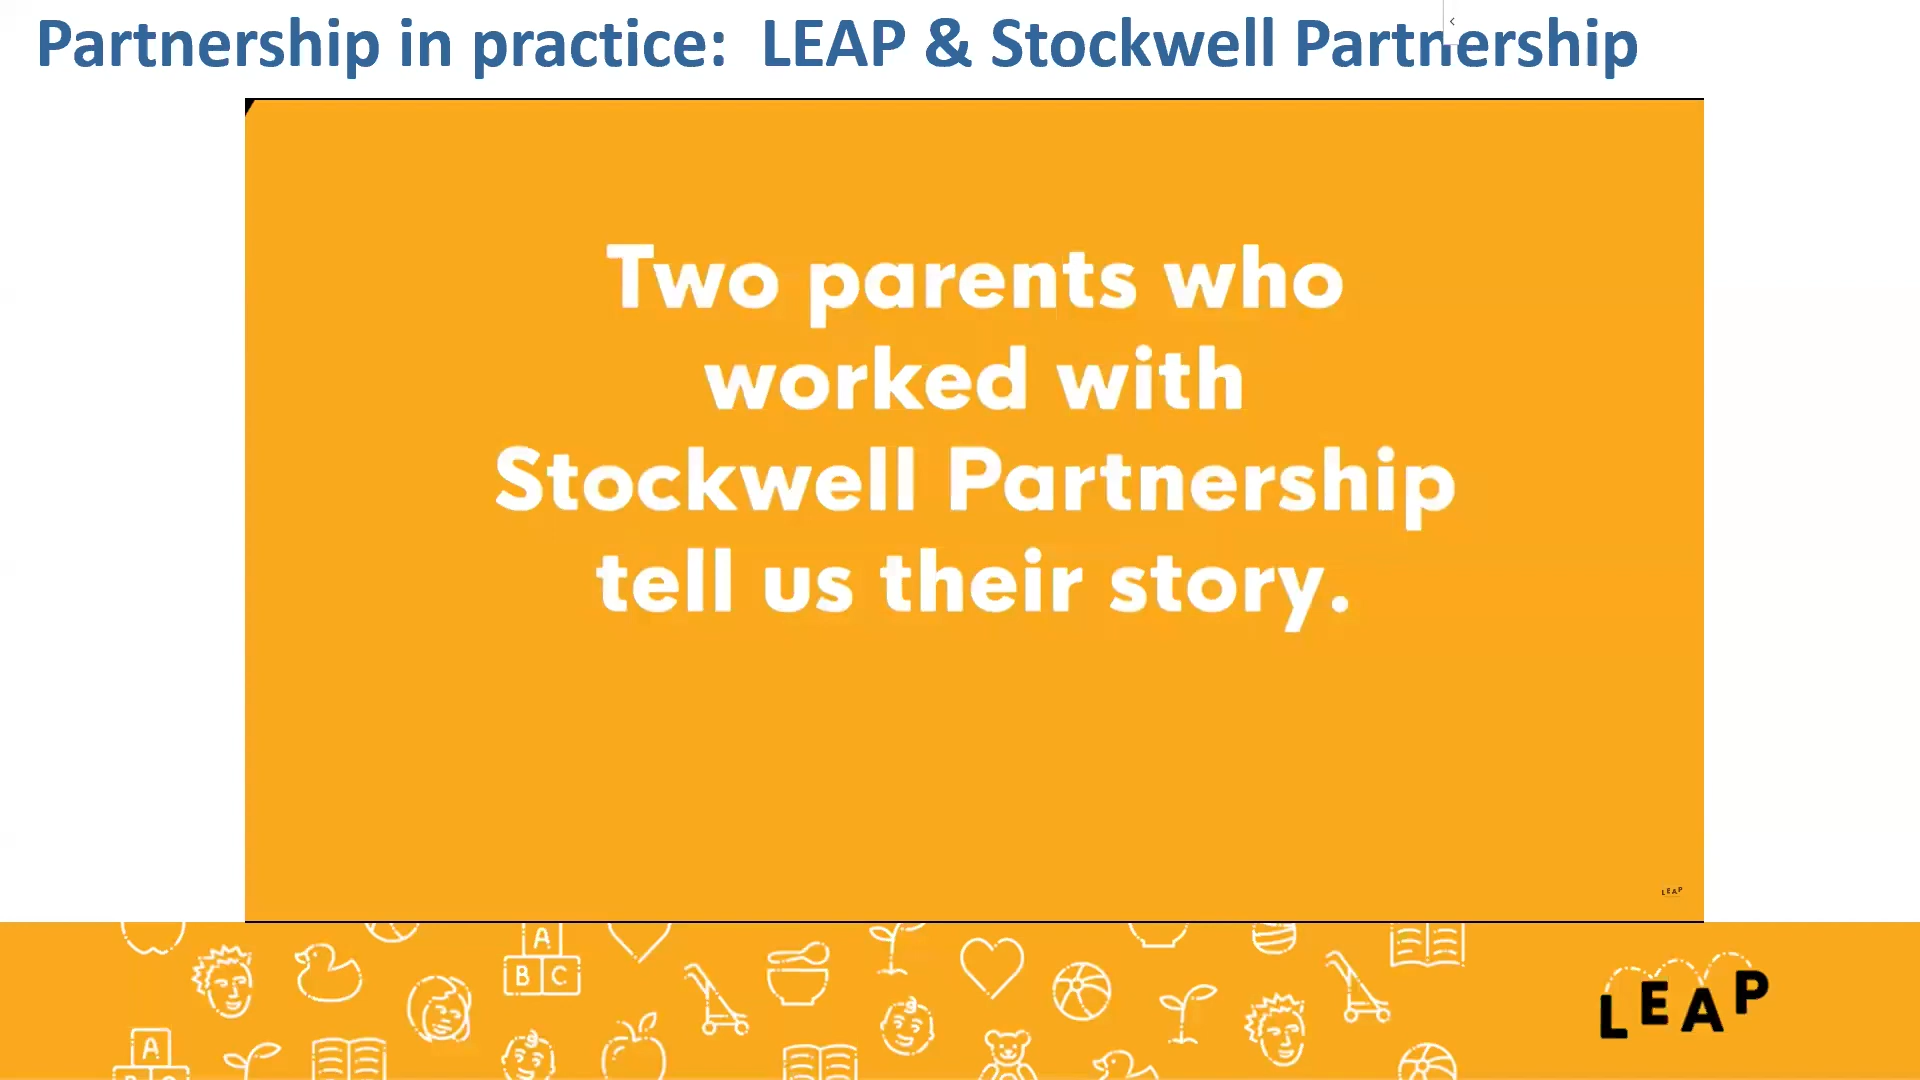 Partnership in practice: LEAP & Stockwell Partnership
Two parents who
worked with
Stockwell Partnership
tell us their story.
LEAP
A
B C
A
B C
LEAP